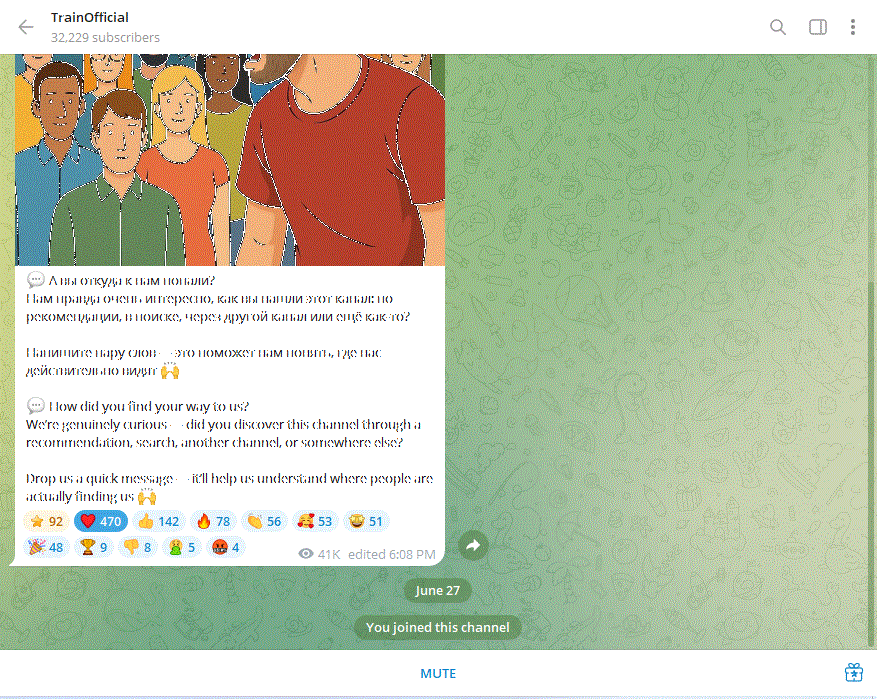 TrainOfficial
32,229 subscribers
💬 А вы откуда к нам попали?
Нам правда очень интересно, как вы нашли этот канал: по
рекомендации, в поиске, через другой канал или ещё как-то?
Напишите пару слов — это поможет нам понять, где нас
действительно видят 🙌
💬 How did you find your way to us?
We're genuinely curious — did you discover this channel through a
recommendation, search, another channel, or somewhere else?
Drop us a quick message — it'll help us understand where people are
actually finding us 🙌
⭐ 92 ❤️ 470 👍 142 🔥 78 👏 56 🥰 53 🤩 51
🎉 48 🏆 9 👎 8 🤮 5 🤬 4 41K edited 6:08 PM
June 27
You joined this channel
MUTE